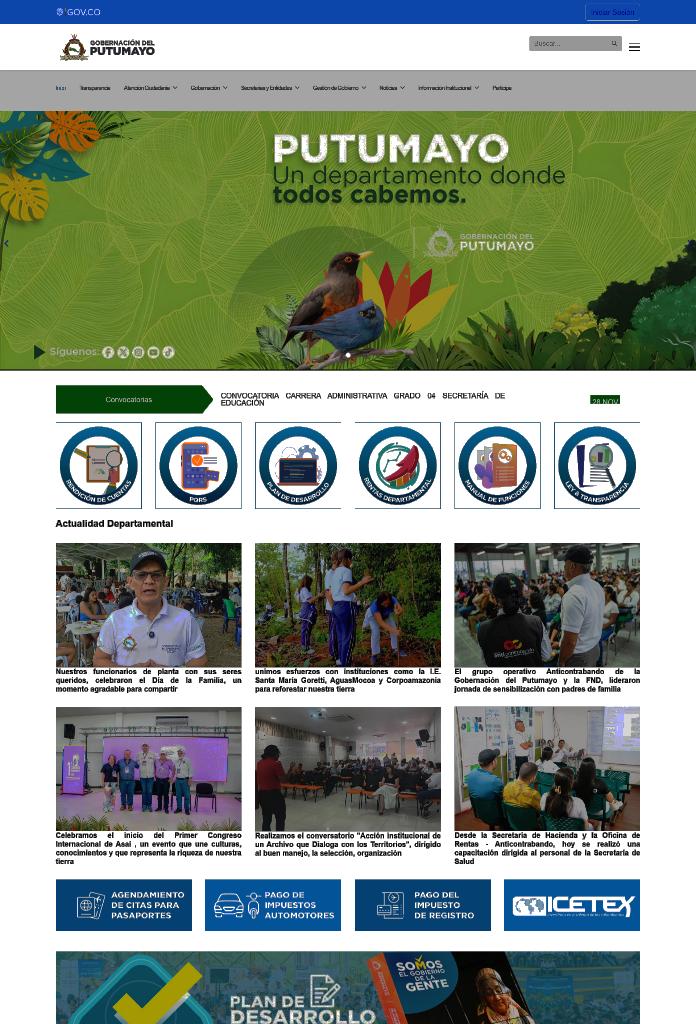 GOV.CO
Iniciar Sesión
GOBERNACIÓN DEL
PUTUMAYO
Buscar...
Inicio Transparencia Atención Ciudadanía Gobernación Secretarías y Entidades Gestión de Gobierno Noticias Información Institucional Participa
PUTUMAYO
Un departamento donde
todos cabemos.
GOBERNACIÓN DEL
PUTUMAYO
Síguenos:
Convocatorias
CONVOCATORIA CARRERA ADMINISTRATIVA GRADO 04 SECRETARÍA DE
EDUCACIÓN
28 NOV
RENDICIÓN DE CUENTAS
PQRS
PLAN DE DESARROLLO
RENTAS DEPARTAMENTAL
MANUAL DE FUNCIONES
LEY & TRANSPARENCIA
Actualidad Departamental
Nuestros funcionarios de planta con sus seres
queridos, celebraron el Día de la Familia, un
momento agradable para compartir
unimos esfuerzos con instituciones como la I.E.
Santa María Goretti, AguasMocoa y Corpoamazonia
para reforestar nuestra tierra
El grupo operativo Anticontrabando de la
Gobernación del Putumayo y la FND, lideraron
jornada de sensibilización con padres de familia
Celebramos el inicio del Primer Congreso
Internacional de Asaí , un evento que une culturas,
conocimientos y que representa la riqueza de nuestra
tierra
Realizamos el conversatorio "Acción Institucional de
un Archivo que Dialoga con los Territorios", dirigido
al buen manejo, la selección, organización
Desde la Secretaria de Hacienda y la Oficina de
Rentas - Anticontrabando, hoy se realizó una
capacitación dirigida al personal de la Secretaría de
Salud
AGENDAMIENTO
DE CITAS PARA
PASAPORTES
PAGO DE
IMPUESTOS
AUTOMOTORES
PAGO DEL
IMPUESTO
DE REGISTRO
ICETEX
PLAN DE
DESARROLLO
SOMOS
EL GOBIERNO
DE LA
GENTE